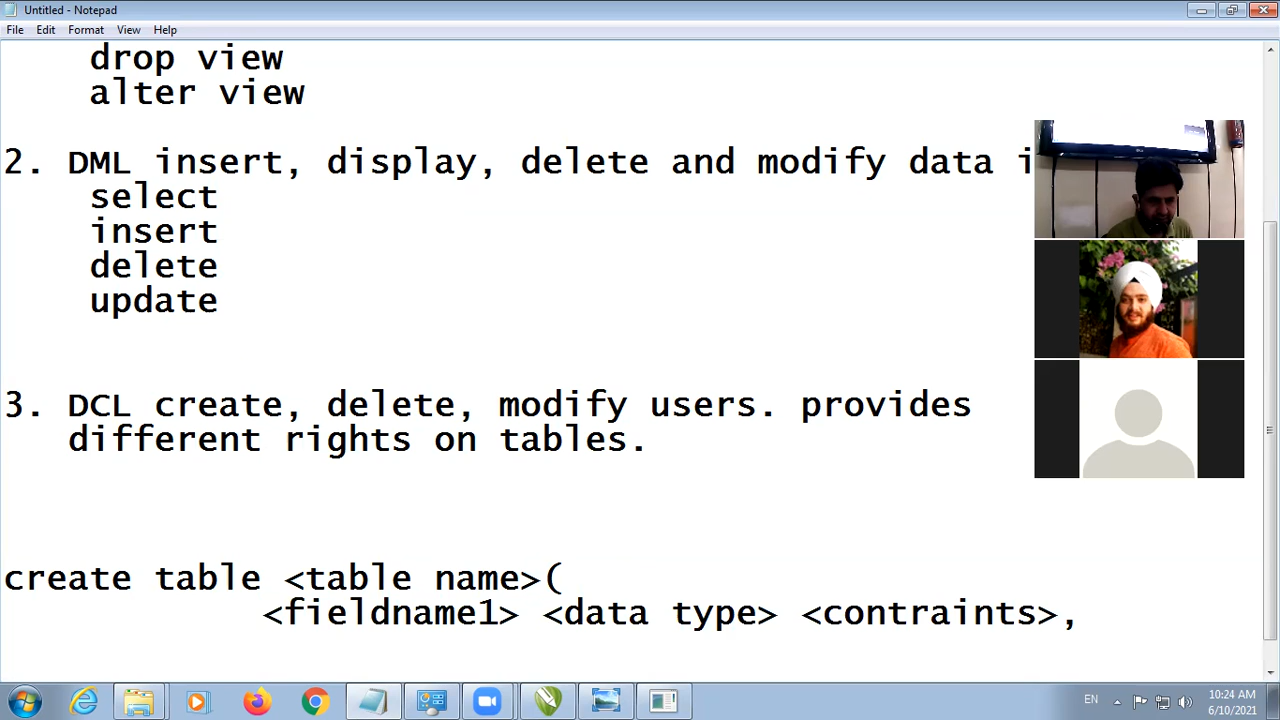 Untitled - Notepad
File Edit Format View Help
drop view
alter view
2. DML insert, display, delete and modify data i
select
insert
delete
update
3. DCL create, delete, modify users. provides
different rights on tables.
create table <table name>(
<fieldname1> <data type> <contraints>,
EN
10:24 AM
6/10/2021